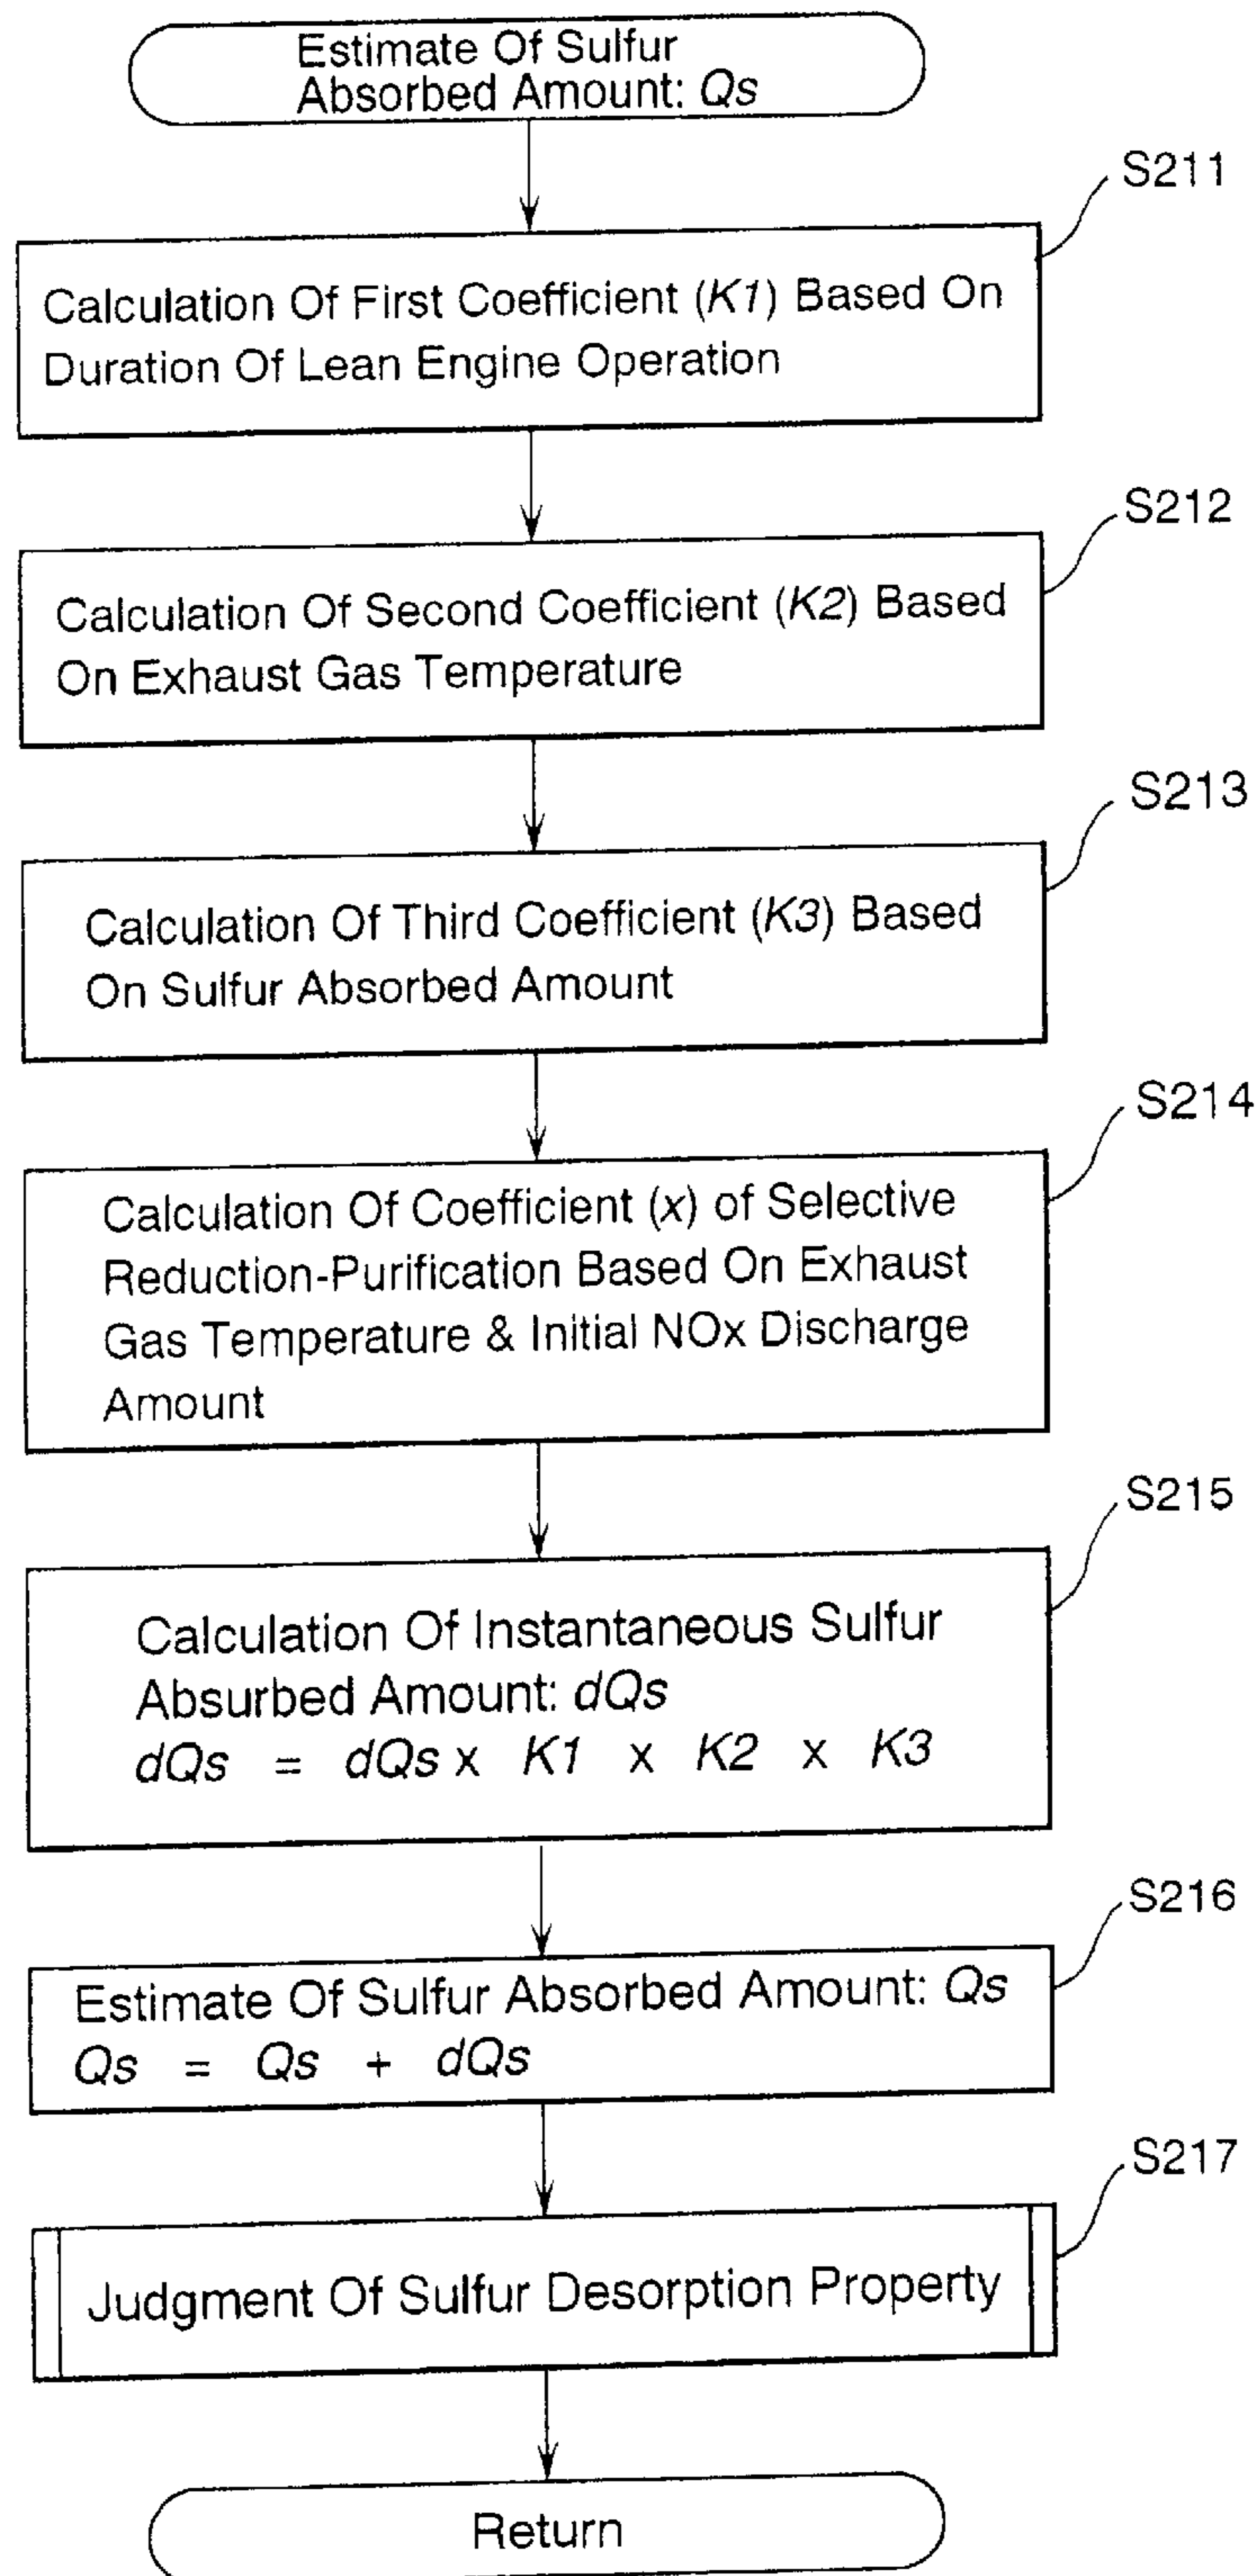 Estimate Of Sulfur
Absorbed Amount: Qs
S211
Calculation Of First Coefficient (K1) Based On
Duration Of Lean Engine Operation
S212
Calculation Of Second Coefficient (K2) Based
On Exhaust Gas Temperature
S213
Calculation Of Third Coefficient (K3) Based
On Sulfur Absorbed Amount
S214
Calculation Of Coefficient (x) of Selective
Reduction-Purification Based On Exhaust
Gas Temperature & Initial NOx Discharge
Amount
S215
Calculation Of Instantaneous Sulfur
Absurbed Amount: dQs
dQs = dQs x K1 x K2 x K3
S216
Estimate Of Sulfur Absorbed Amount: Qs
Qs = Qs + dQs
S217
Judgment Of Sulfur Desorption Property
Return